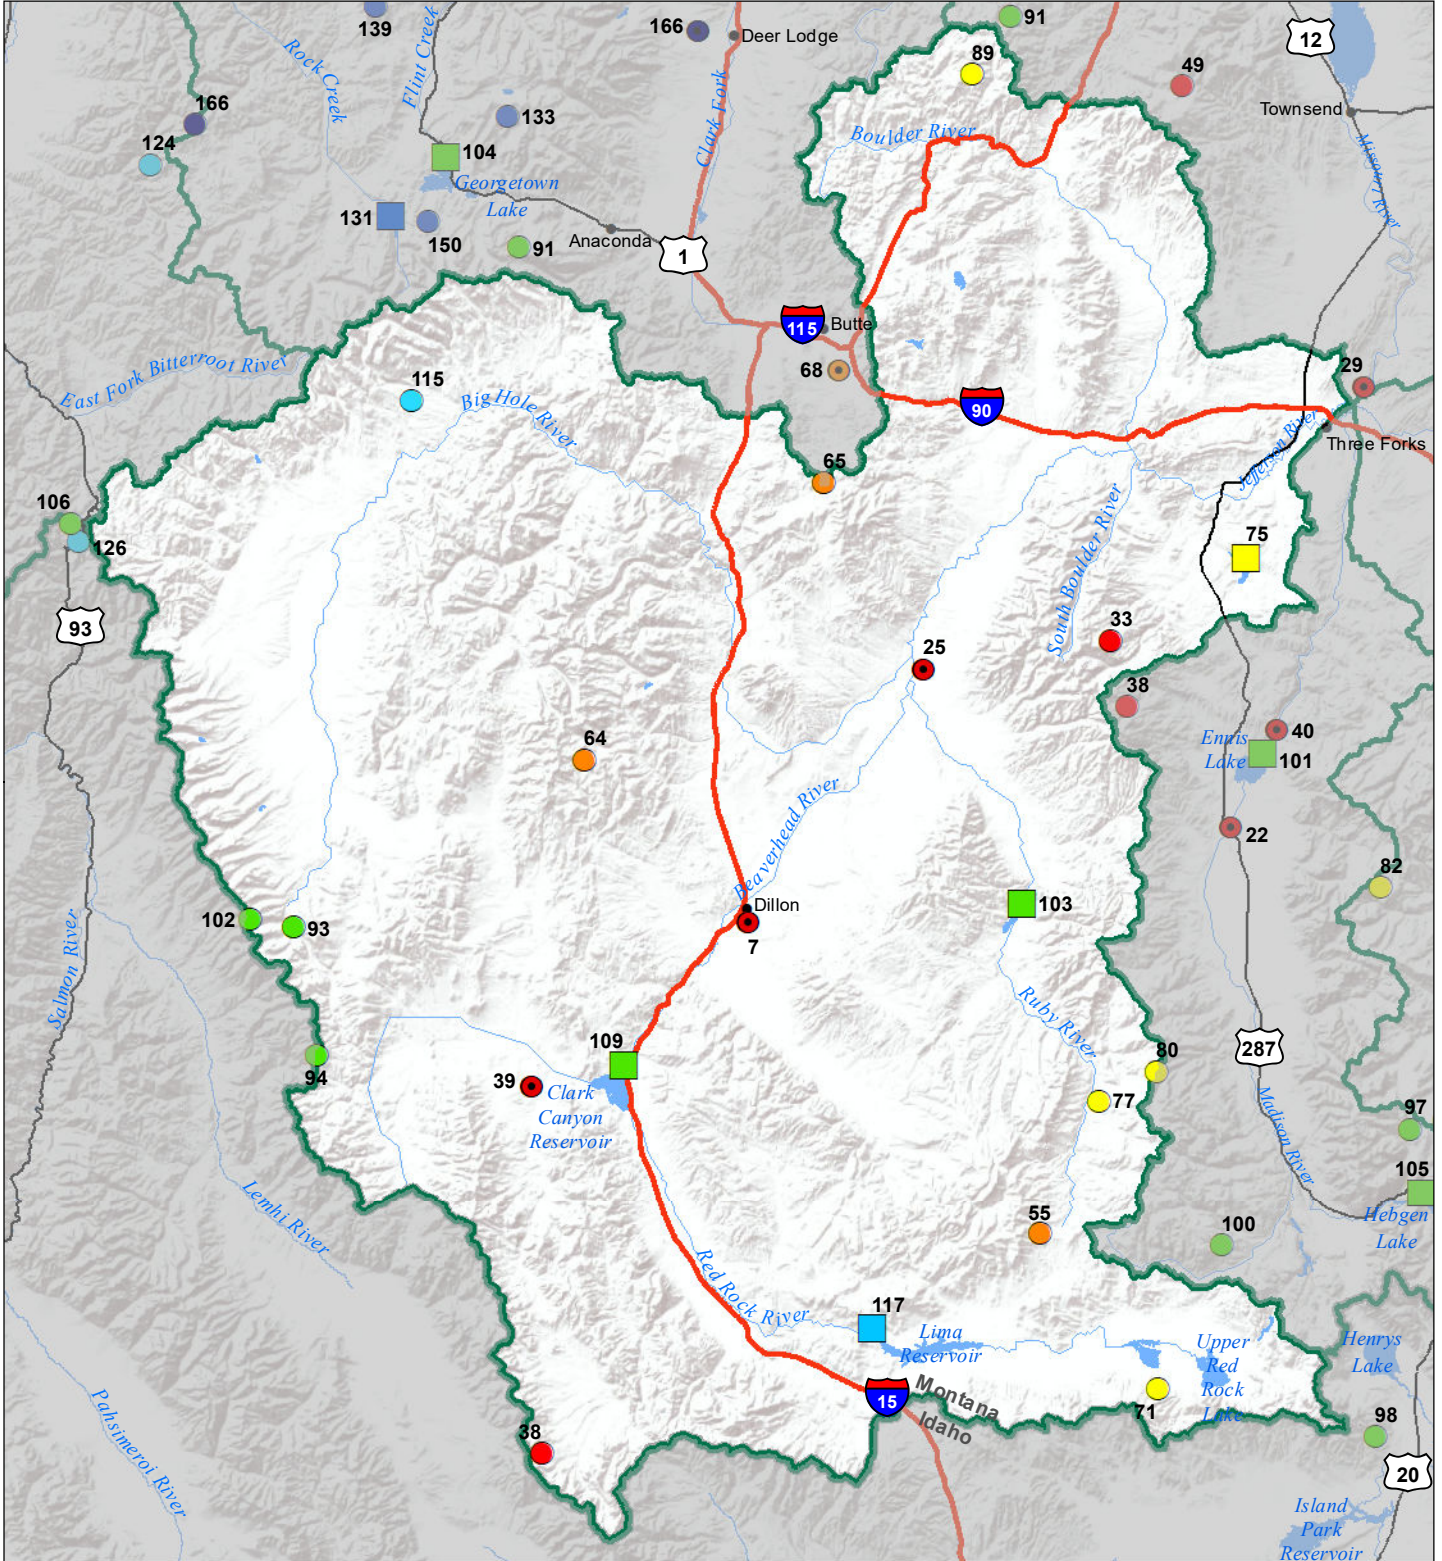 139
Flint Creek
166
Deer Lodge
91
12
Rock Creek
89
49
166
133
Clark Fork
Townsend
124
104
Boulder River
Missouri River
Georgetown
Lake
131
150
91
Anaconda
1
115
Butte
29
East Fork Bitterroot River
115
68
90
Big Hole River
Three Forks
Jefferson River
65
106
126
South Boulder River
75
93
33
25
38
64
Ennis
Lake
40
101
Beaverhead River
22
82
102
93
Dillon
7
103
Salmon River
Ruby River
109
94
39
Clark
Canyon
Reservoir
80
77
287
Madison River
97
105
Hebgen
Lake
Lemhi River
55
100
Red Rock River
117
Lima
Reservoir
Upper
Red
Rock
Lake
Henrys
Lake
71
15
Montana
Idaho
38
98
Pahsimeroi River
20
Island
Park
Reservoir